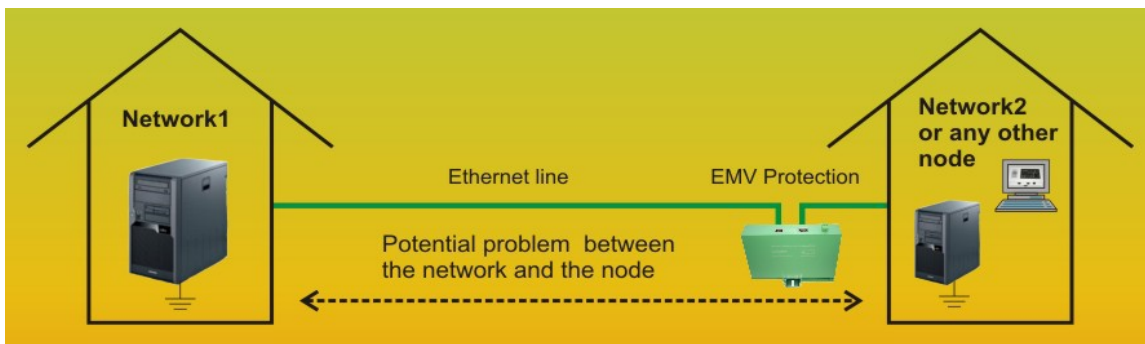 Network1
Network2
or any other
node
Ethernet line
EMV Protection
Potential problem  between
the network and the node